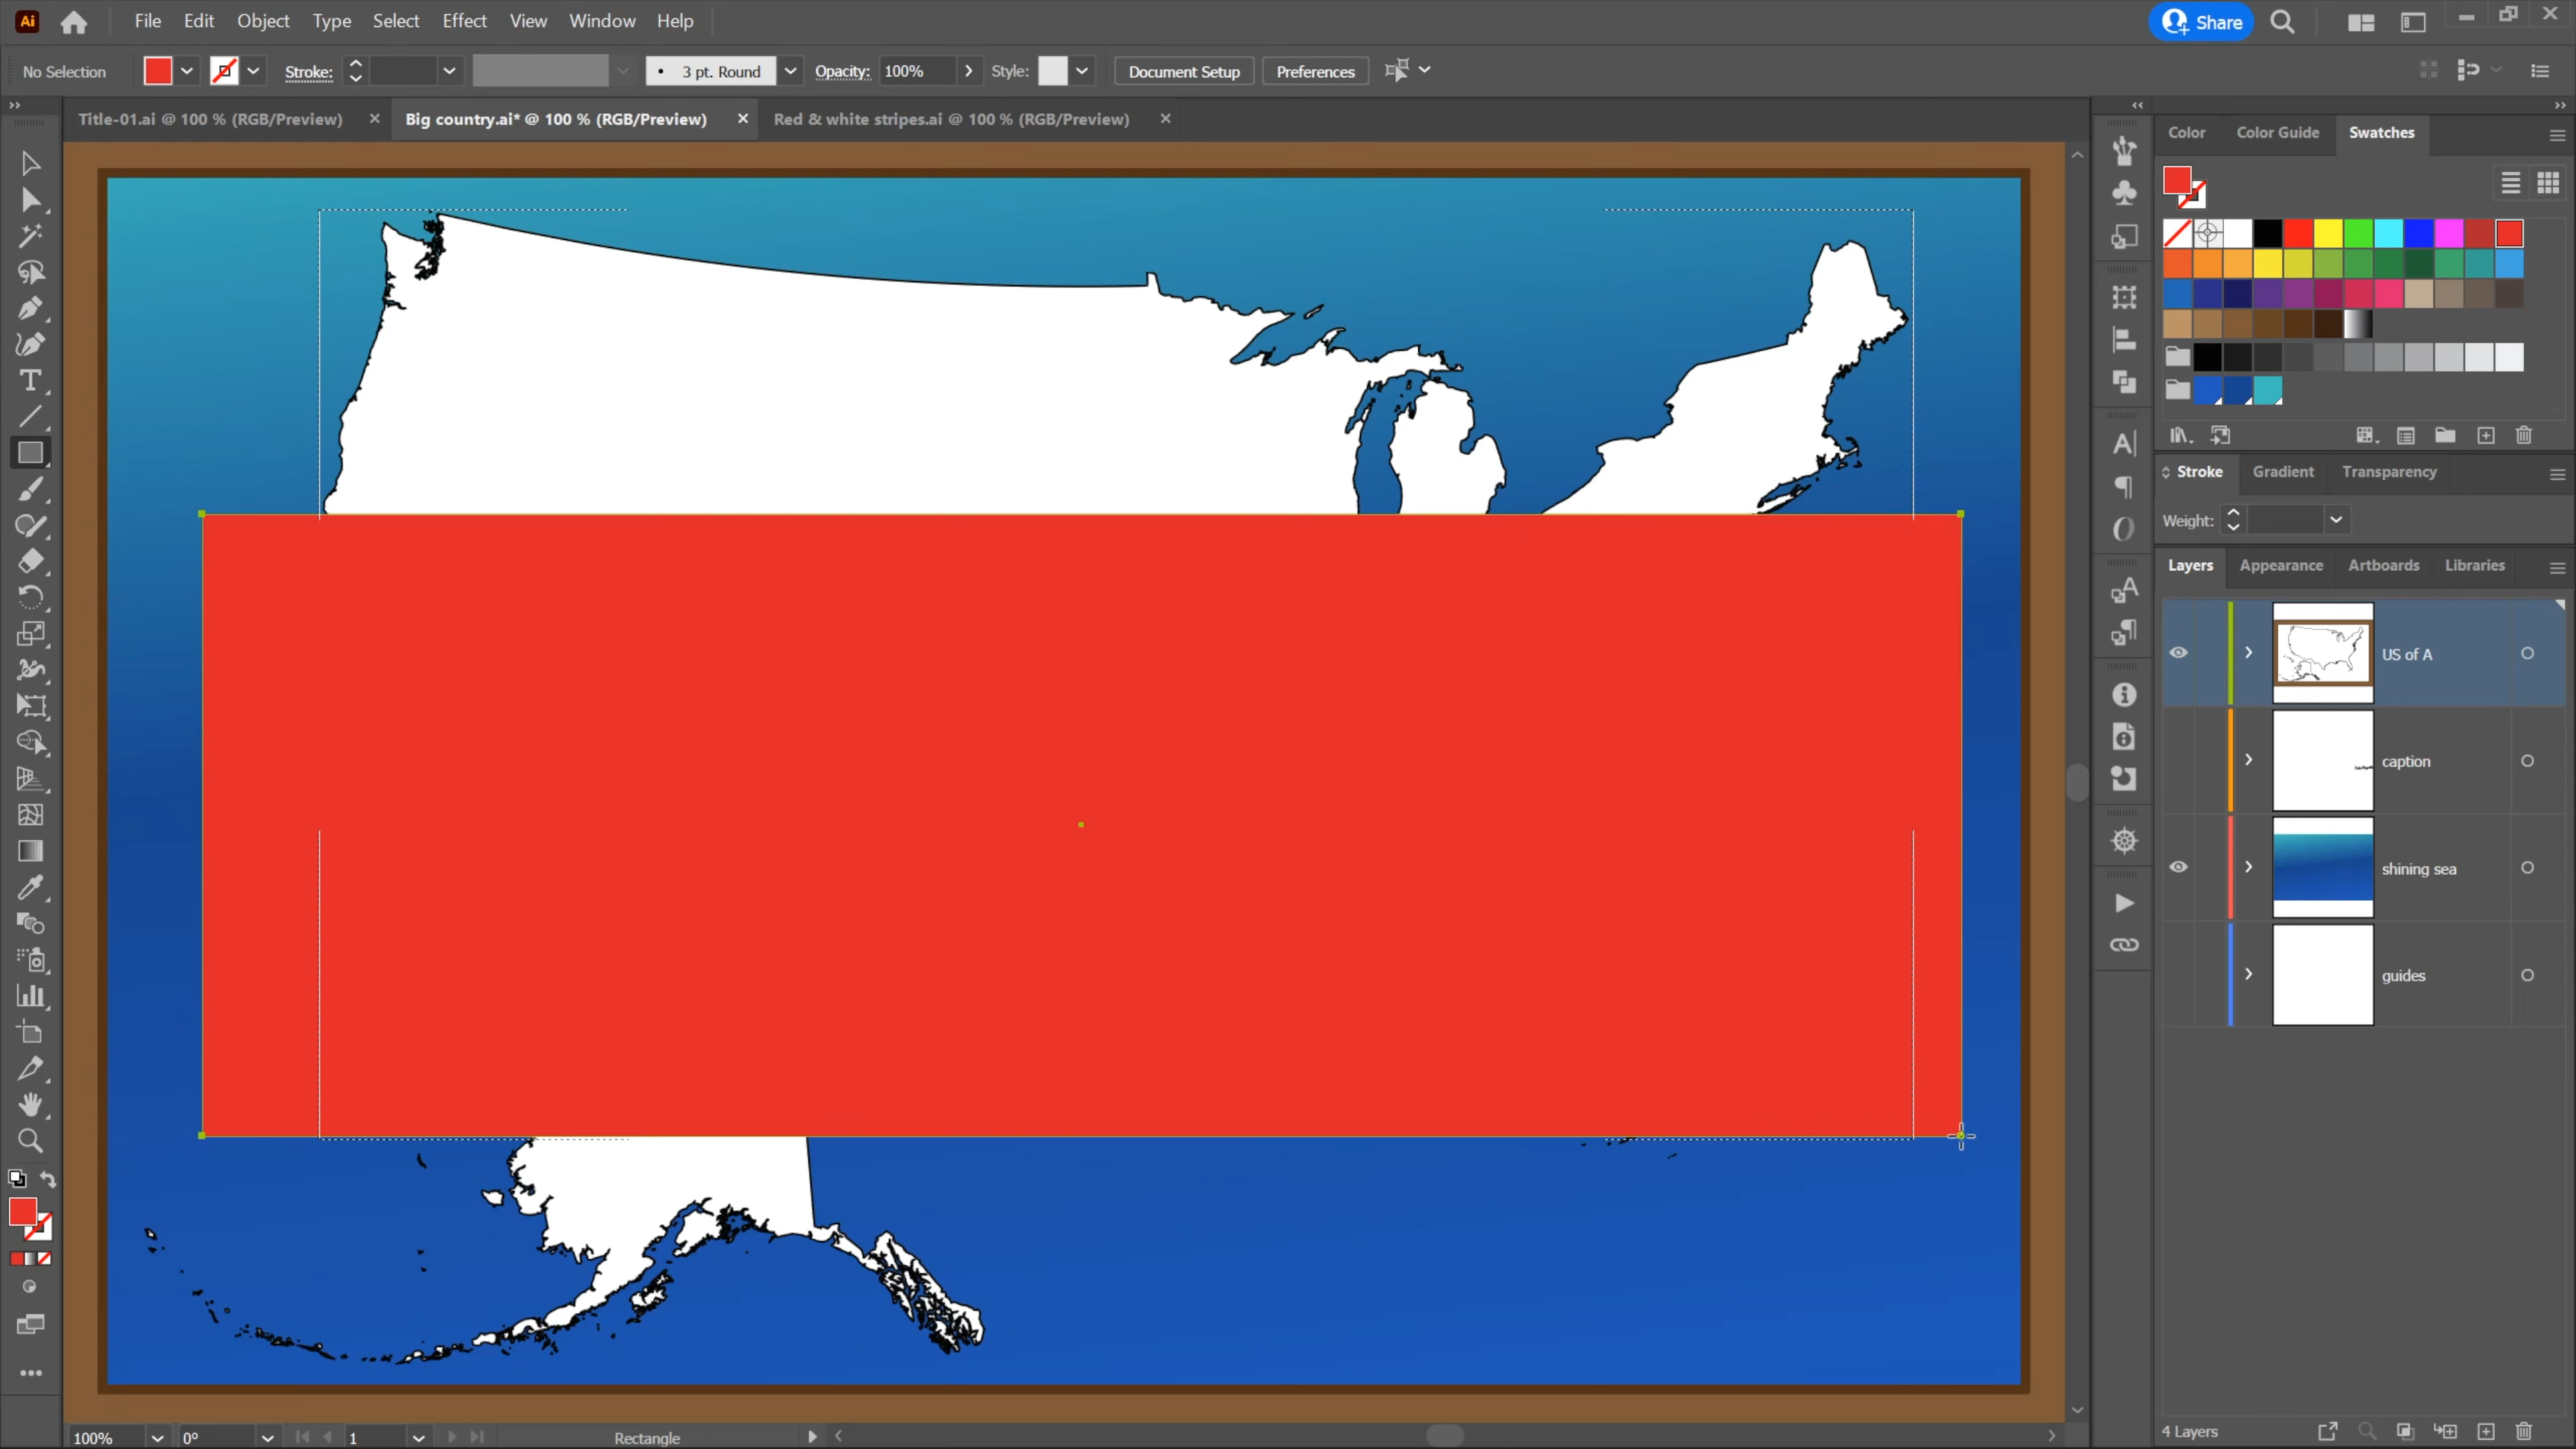 Ai File Edit Object Type Select Effect View Window Help Share
No Selection Stroke: 3 pt. Round Opacity: 100% Style: Document Setup Preferences
Title-01.ai @ 100 % (RGB/Preview) Big country.ai* @ 100 % (RGB/Preview) Red & white stripes.ai @ 100 % (RGB/Preview)
Color Color Guide Swatches
Stroke Gradient Transparency
Weight:
Layers Appearance Artboards Libraries
US of A
caption
shining sea
guides
100% 0° 1 Rectangle
4 Layers